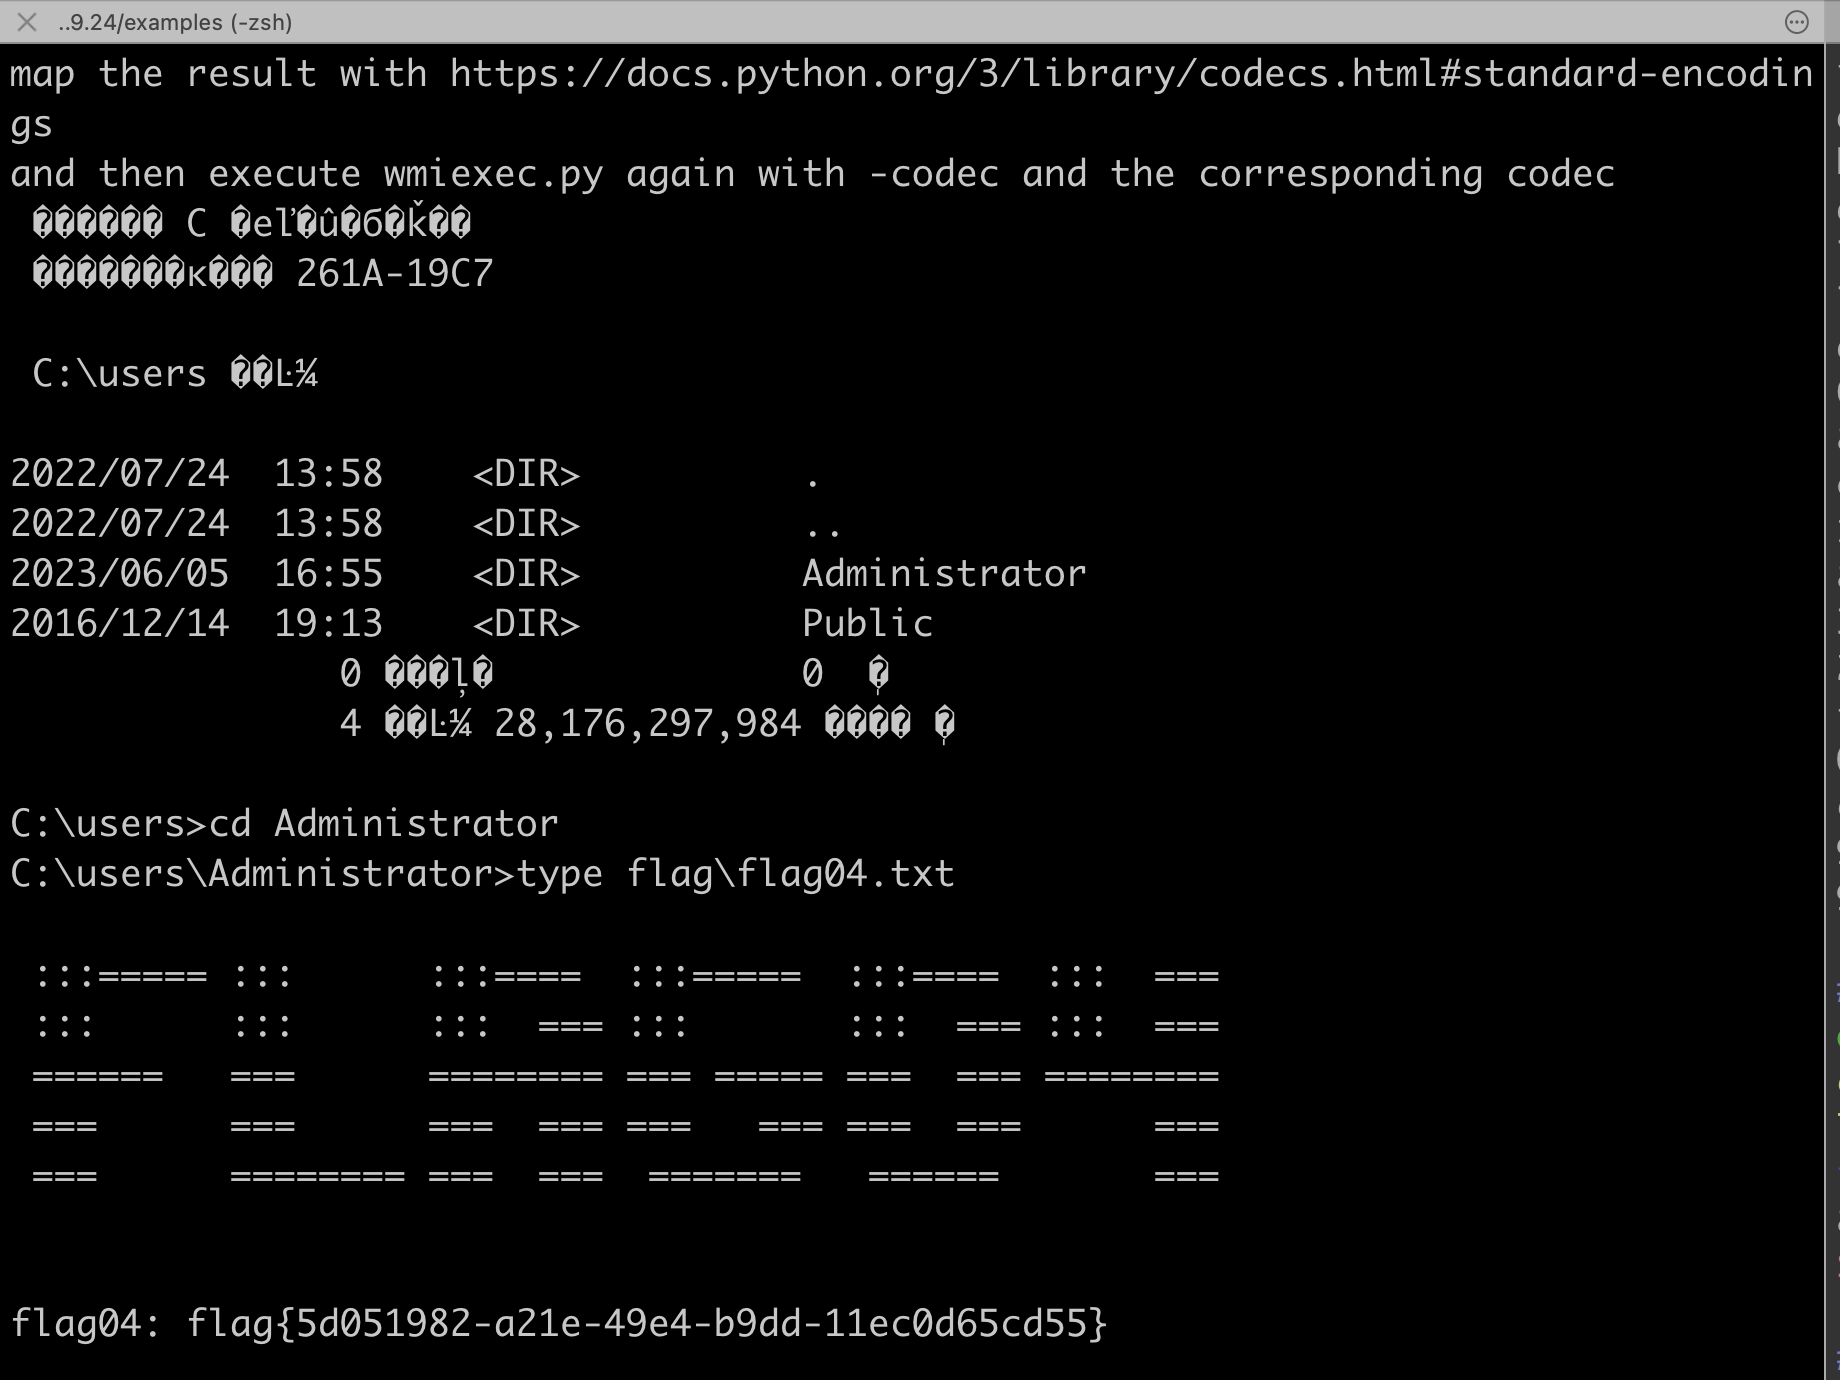 ..9.24/examples (-zsh)
map the result with https://docs.python.org/3/library/codecs.html#standard-encodin
gs
and then execute wmiexec.py again with -codec and the corresponding codec
 ������ C �eľ�û�б�ǩ��
 �������к��� 261A-19C7

 C:\users ��Ŀ¼

2022/07/24  13:58    <DIR>          .
2022/07/24  13:58    <DIR>          ..
2023/06/05  16:55    <DIR>          Administrator
2016/12/14  19:13    <DIR>          Public
               0 ���ļ�              0  �
               4 ��Ŀ¼ 28,176,297,984 ���� �

C:\users>cd Administrator
C:\users\Administrator>type flag\flag04.txt

 :::===== :::      :::====  :::=====  :::====  :::  ===
 :::      :::      :::  === :::       :::  === :::  ===
 ======   ===      ======== === ===== ===  === ========
 ===      ===      ===  === ===   === ===  ===      ===
 ===      ======== ===  ===  =======   ======       ===

flag04: flag{5d051982-a21e-49e4-b9dd-11ec0d65cd55}